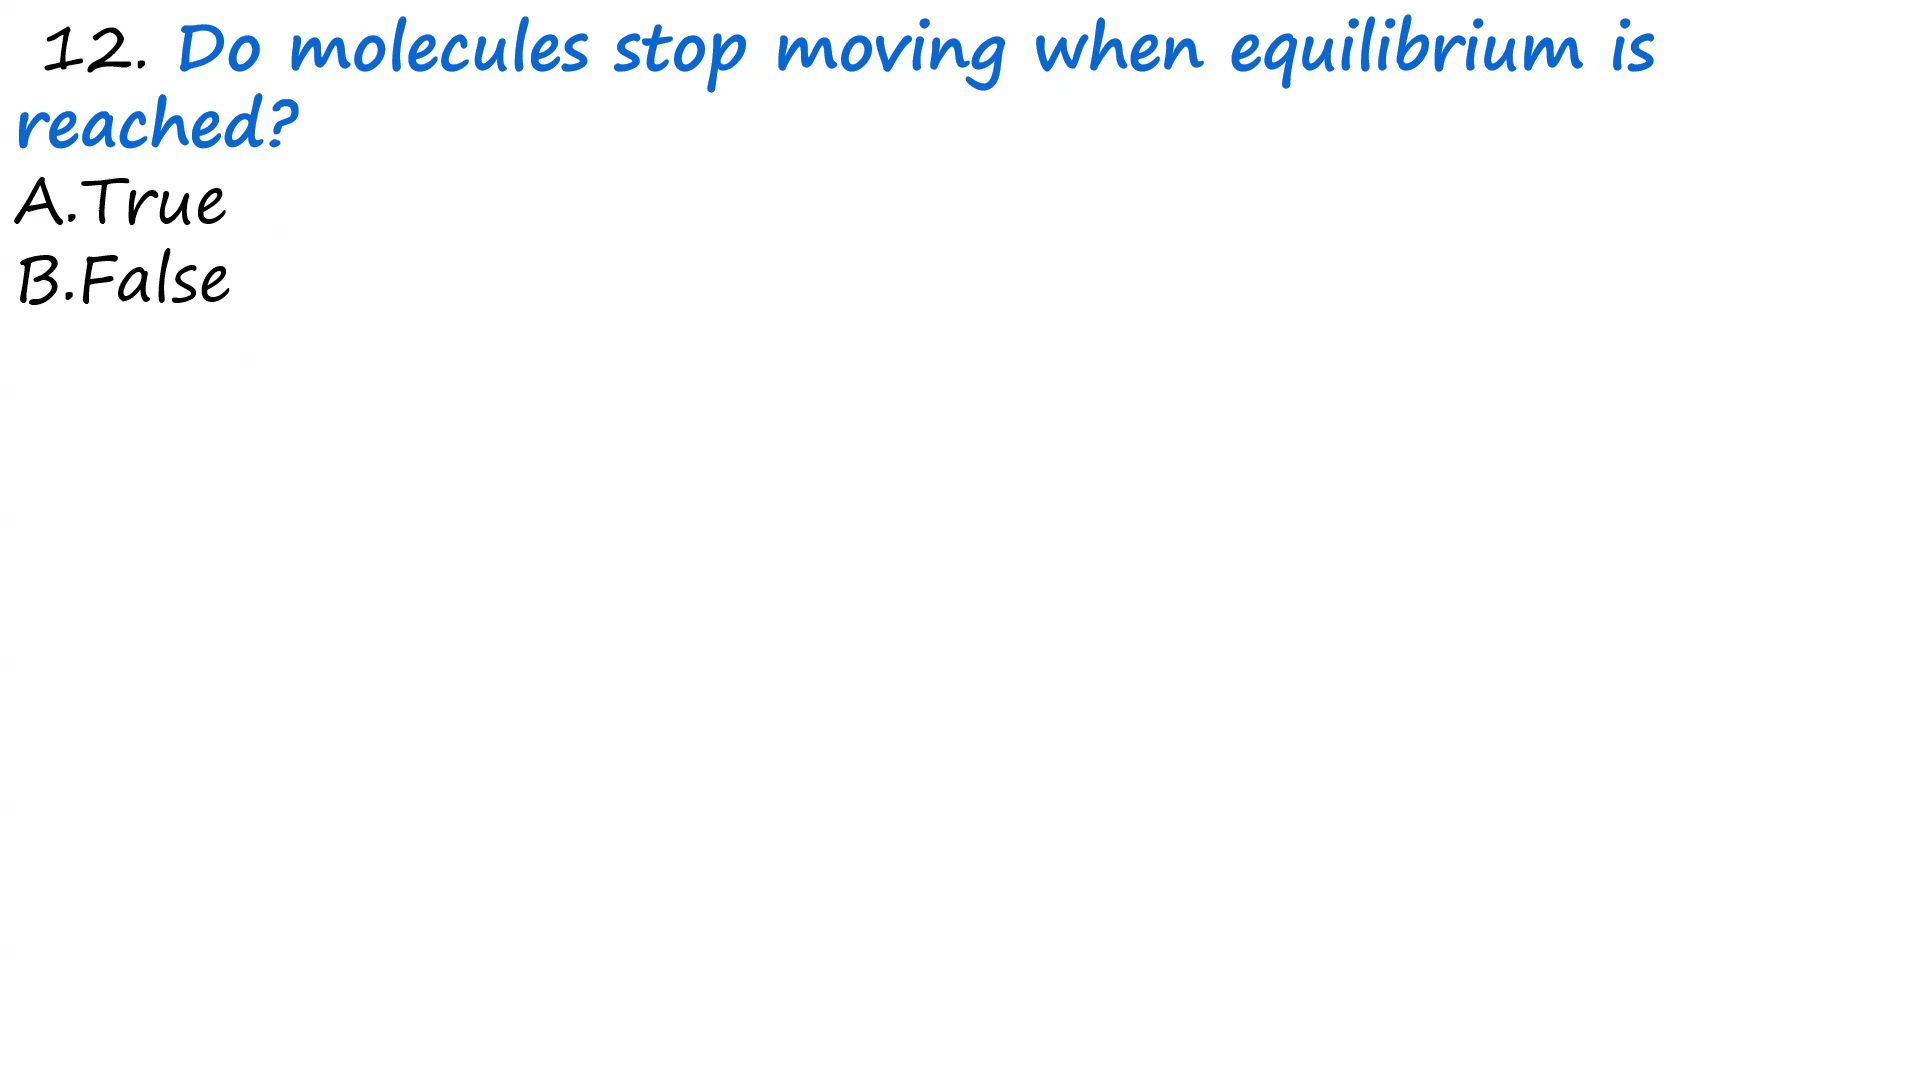 12. Do molecules stop moving when equilibrium is
reached?
A.True
B.False